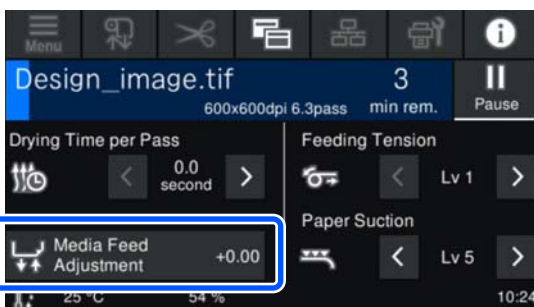 Menu
Design_image.tif
600x600dpi 6.3pass
3
min rem.
Pause
Drying Time per Pass
0.0
second
Feeding Tension
Lv 1
Media Feed
Adjustment
+0.00
Paper Suction
Lv 5
25 °C
54 %
10:24